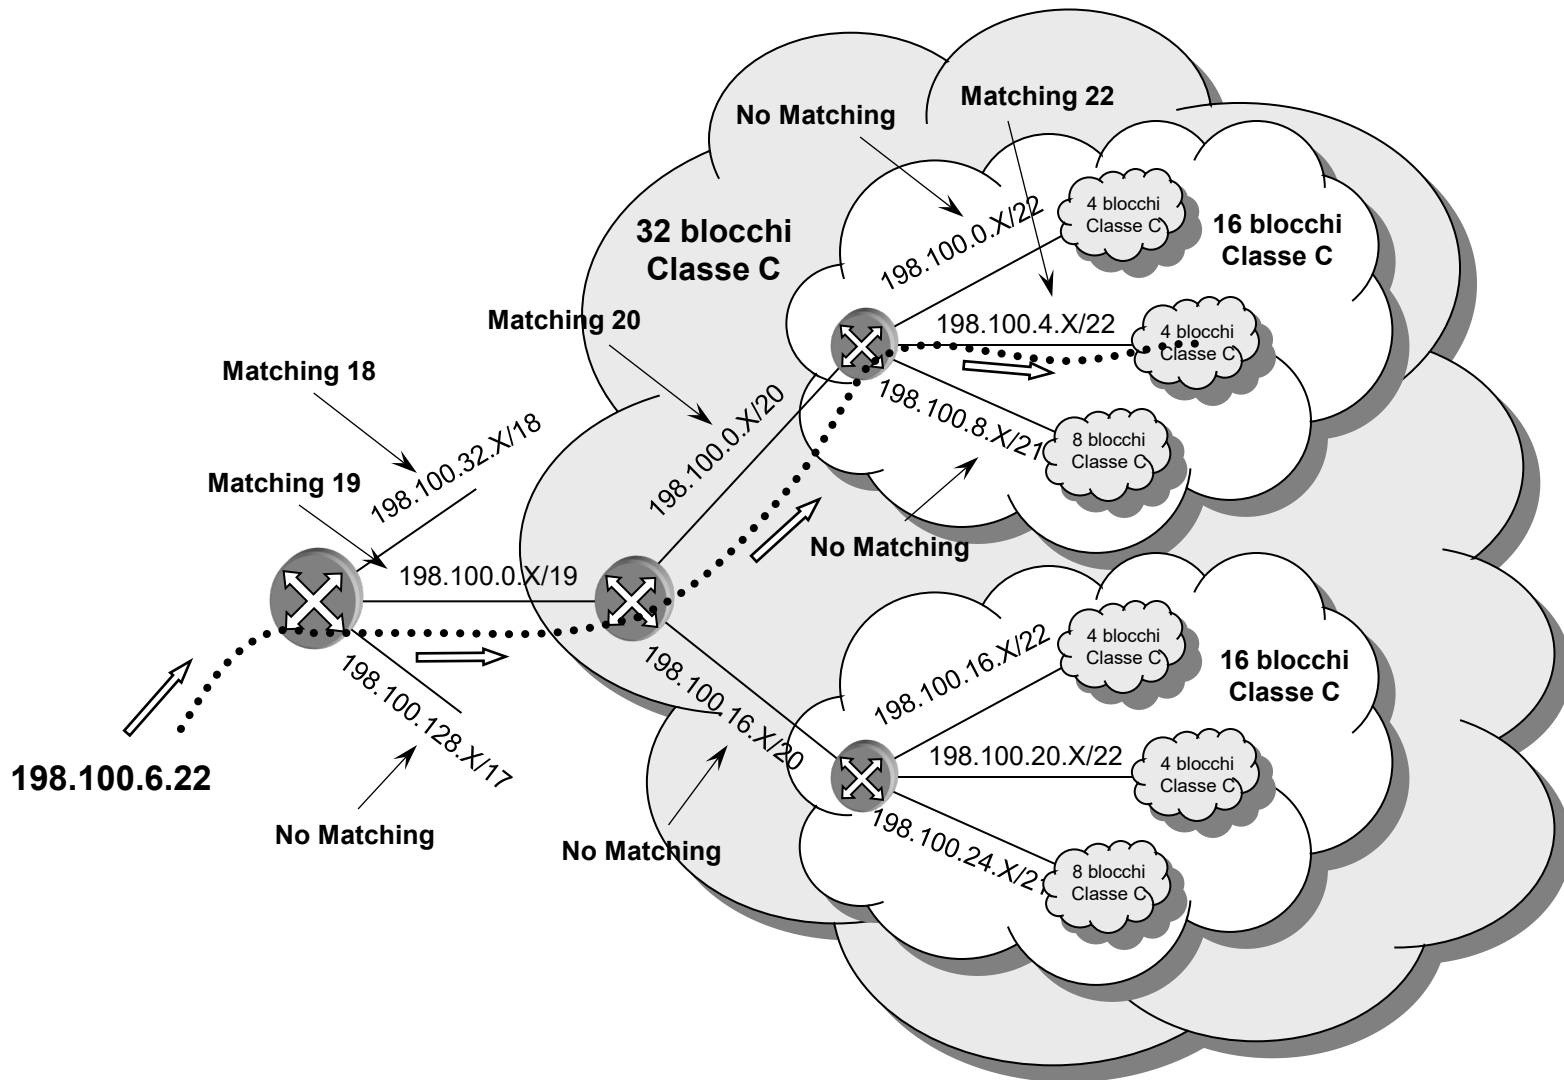 No Matching
Matching 22
4 blocchi
Classe C
198.100.0.X/22
32 blocchi
Classe C
16 blocchi
Classe C
Matching 20
198.100.4.X/22
4 blocchi
Classe C
Matching 18
198.100.0.X/20
198.100.8.X/21
8 blocchi
Classe C
198.100.32.X/18
Matching 19
No Matching
198.100.0.X/19
198.100.16.X/22
4 blocchi
Classe C
16 blocchi
Classe C
198.100.128.X/17
198.100.16.X/20
198.100.20.X/22
4 blocchi
Classe C
198.100.6.22
No Matching
No Matching
198.100.24.X/21
8 blocchi
Classe C